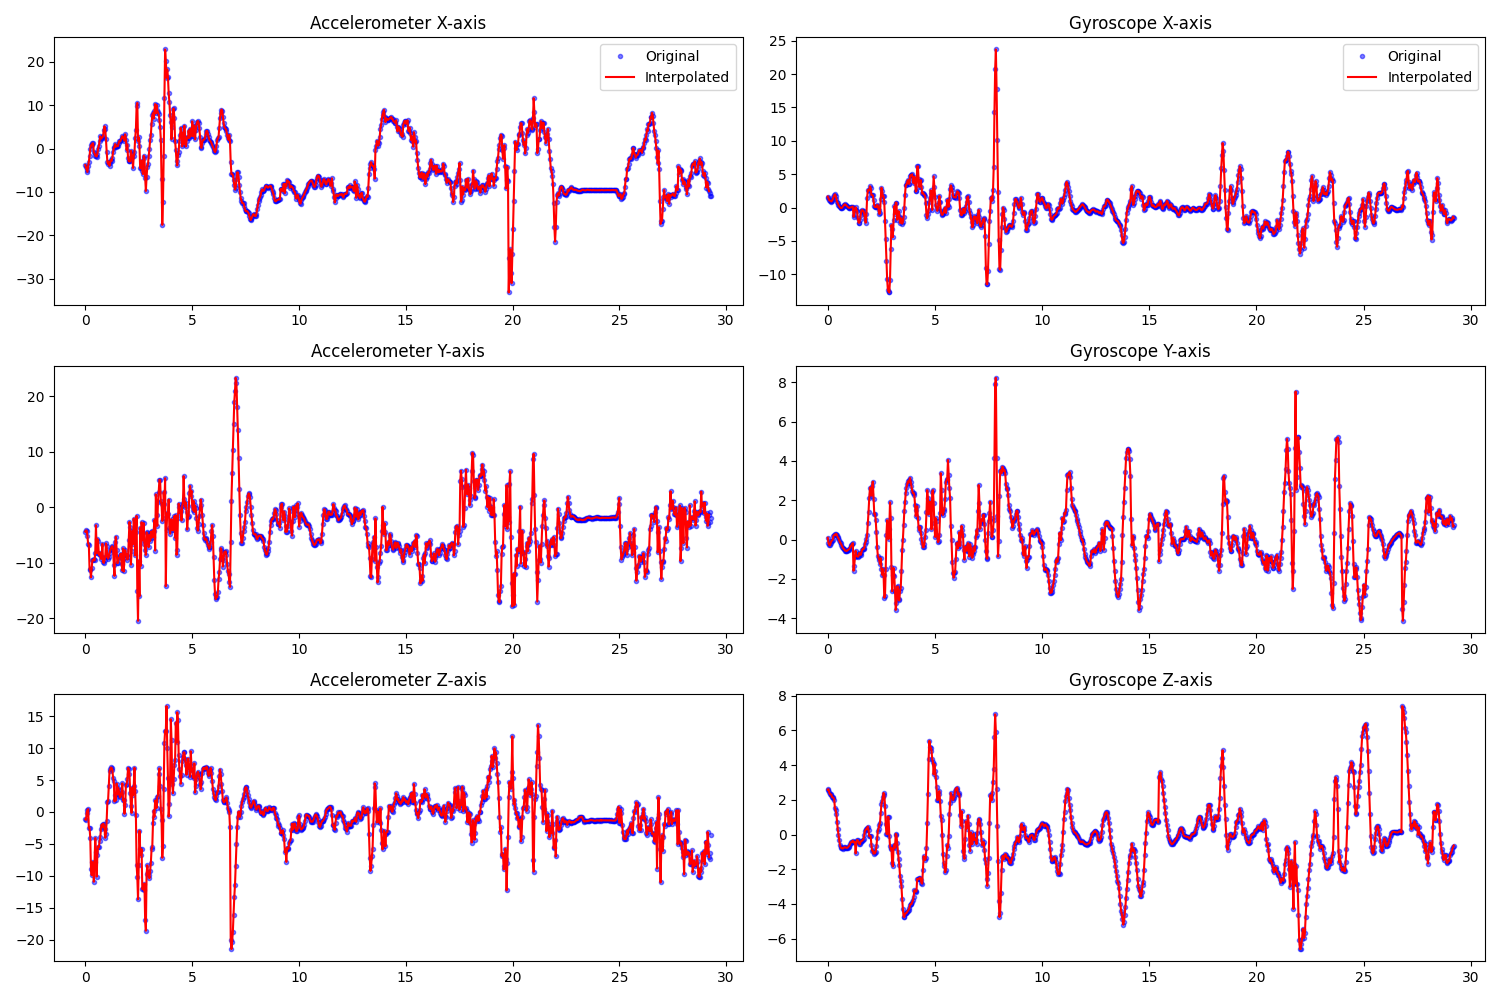 Accelerometer X-axis
Original
Interpolated
20
10
0
−10
−20
−30
0 5 10 15 20 25 30
Gyroscope X-axis
Original
Interpolated
25
20
15
10
5
0
−5
−10
0 5 10 15 20 25 30
Accelerometer Y-axis
20
10
0
−10
−20
0 5 10 15 20 25 30
Gyroscope Y-axis
8
6
4
2
0
−2
−4
0 5 10 15 20 25 30
Accelerometer Z-axis
15
10
5
0
−5
−10
−15
−20
0 5 10 15 20 25 30
Gyroscope Z-axis
8
6
4
2
0
−2
−4
−6
0 5 10 15 20 25 30